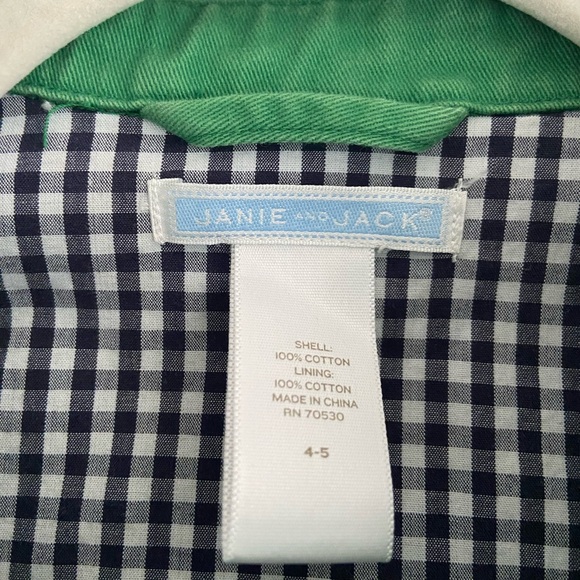 JANIE AND JACK®
SHELL:
100% COTTON
LINING:
100% COTTON
MADE IN CHINA
RN 70530
4-5